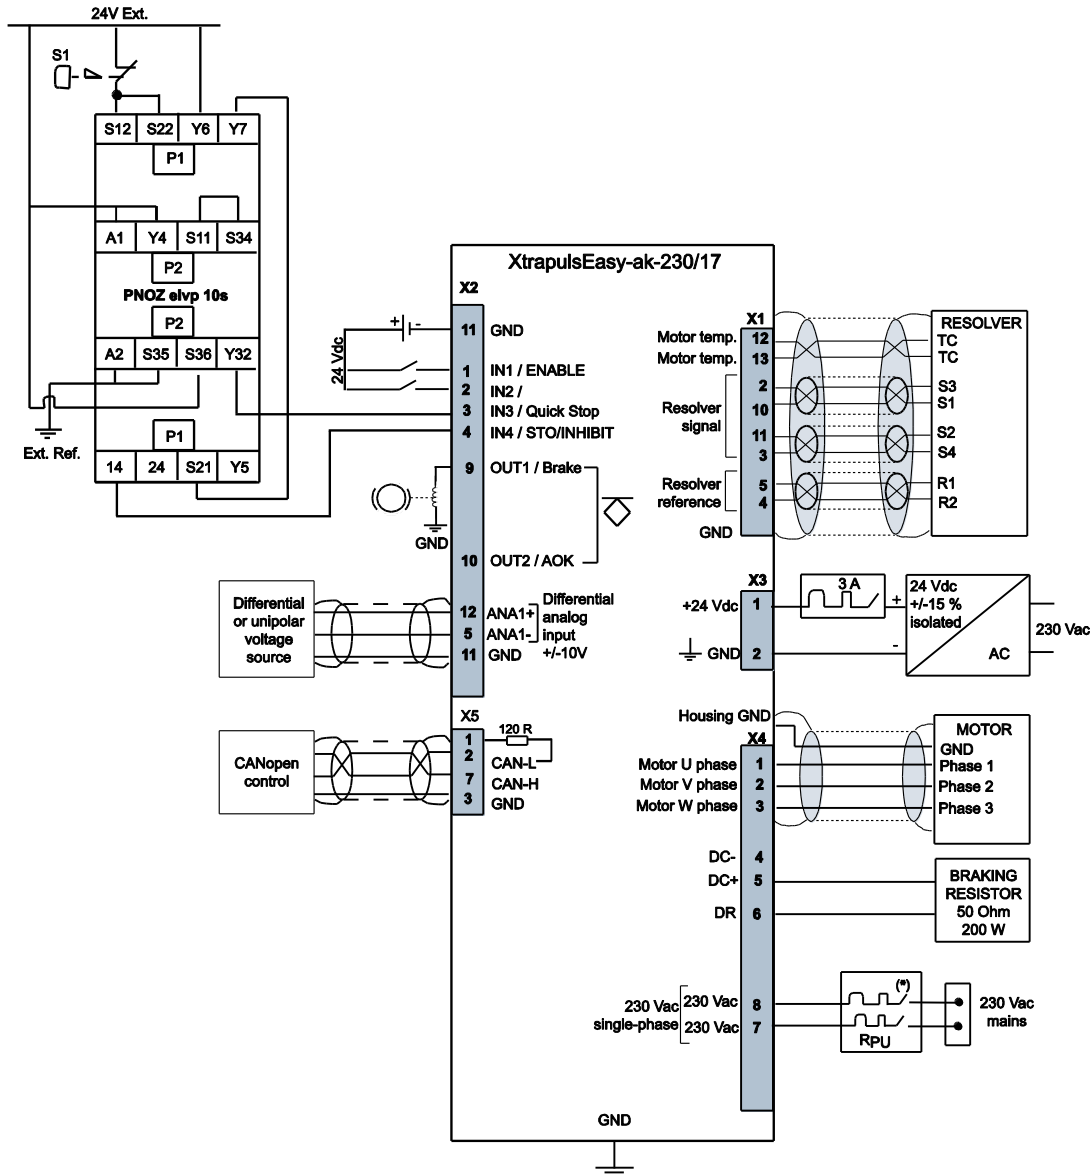 24V Ext.
S1
S12 S22 Y6 Y7
P1
A1 Y4 S11 S34
P2
PNOZ elvp 10s
P2
A2 S35 S36 Y32
Ext. Ref.
P1
14 24 S21 Y5
XtrapulsEasy-ak-230/17
X2
+ -
24 Vdc
11 GND
1 IN1 / ENABLE
2 IN2 /
3 IN3 / Quick Stop
4 IN4 / STO/INHIBIT
9 OUT1 / Brake
GND
10 OUT2 / AOK
Differential
or unipolar
voltage
source
12 ANA1+
5 ANA1-
11 GND
Differential
analog
input
+/-10V
X5
CANopen
control
1 120 R
2 CAN-L
7 CAN-H
3 GND
X1
Motor temp. 12
Motor temp. 13
Resolver
signal
2
10
11
3
Resolver
reference
5
4
GND
RESOLVER
TC
TC
S3
S1
S2
S4
R1
R2
X3
+24 Vdc 1
GND 2
3 A
+
-
24 Vdc
+/-15 %
isolated
AC
230 Vac
Housing GND
X4
Motor U phase 1
Motor V phase 2
Motor W phase 3
MOTOR
GND
Phase 1
Phase 2
Phase 3
DC- 4
DC+ 5
DR 6
BRAKING
RESISTOR
50 Ohm
200 W
230 Vac
single-phase
230 Vac 8
230 Vac 7
(*)
RPU
230 Vac
mains
GND